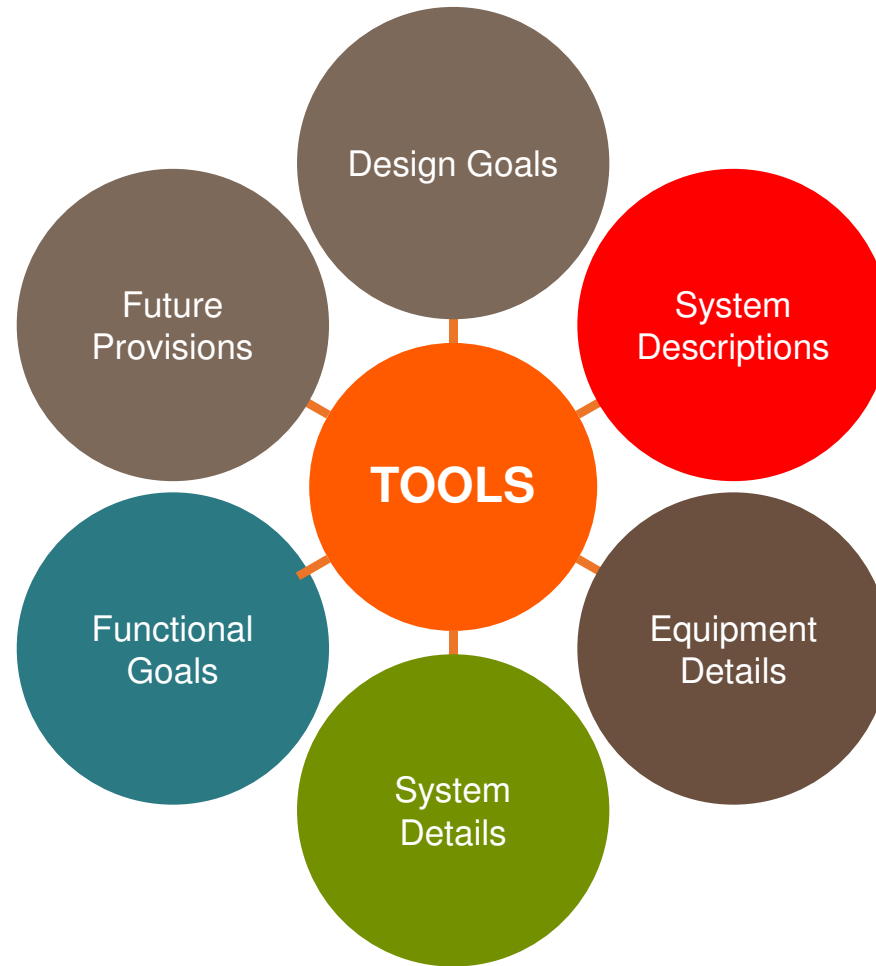 Design Goals
Future
Provisions
System
Descriptions
TOOLS
Functional
Goals
Equipment
Details
System
Details